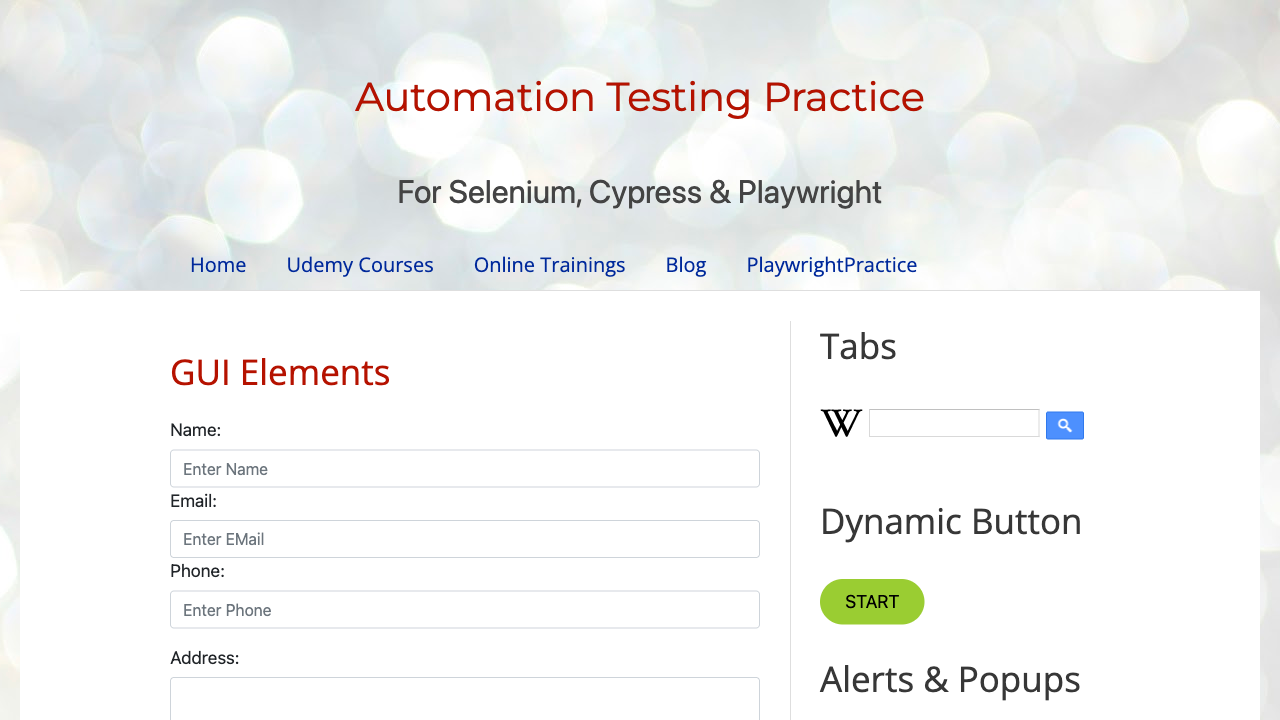 Automation Testing Practice
For Selenium, Cypress & Playwright
Home Udemy Courses Online Trainings Blog PlaywrightPractice
GUI Elements
Name:
Enter Name
Email:
Enter EMail
Phone:
Enter Phone
Address:
Tabs
W
Dynamic Button
START
Alerts & Popups